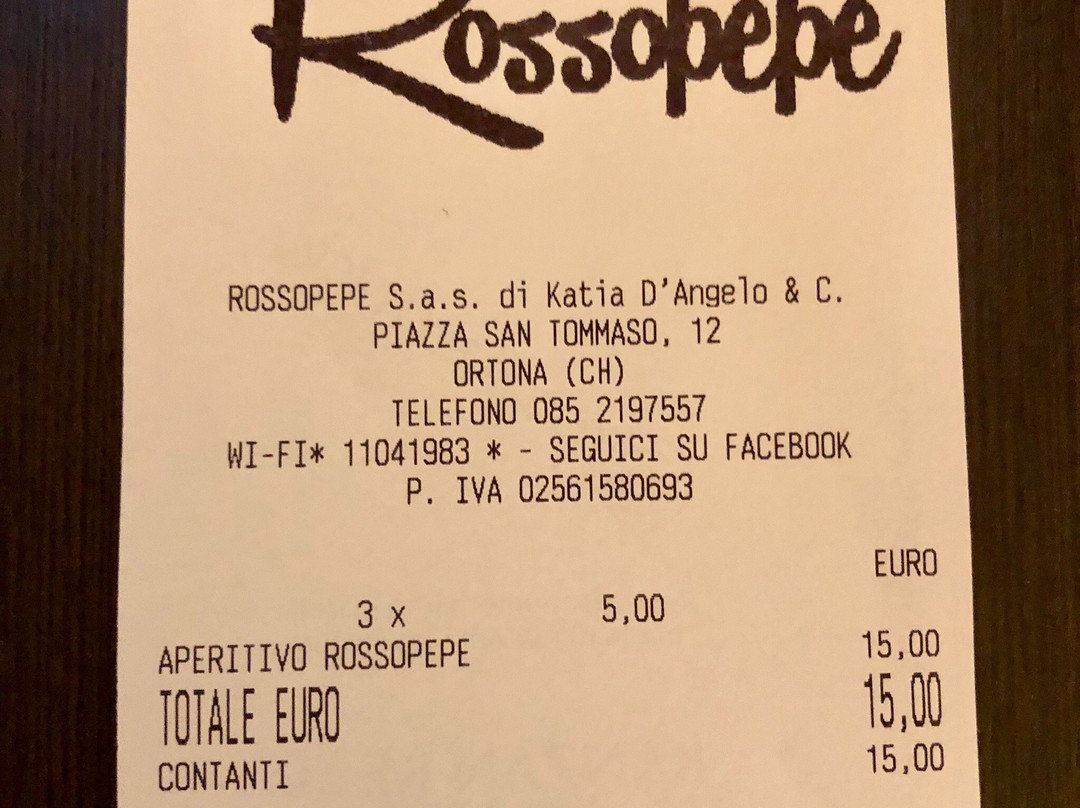 Rossopepe
ROSSOPEPE S.a.s. di Katia D'Angelo & C.
PIAZZA SAN TOMMASO, 12
ORTONA (CH)
TELEFONO 085 2197557
WI-FI* 11041983 * - SEGUICI SU FACEBOOK
P. IVA 02561580693
EURO
3 x 5,00
APERITIVO ROSSOPEPE 15,00
TOTALE EURO 15,00
CONTANTI 15,00